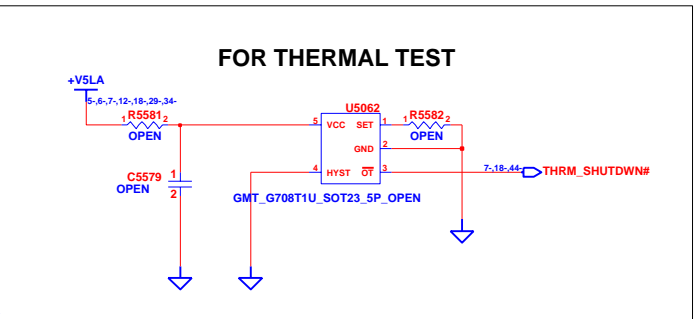 FOR THERMAL TEST
+V5LA
5-,6-,7-,12-,18-,29-,34-
R5581
1 2
OPEN
C5579
1
OPEN
2
U5062
5 VCC SET 1
GND 2
4 HYST OT 3
GMT_G708T1U_SOT23_5P_OPEN
R5582
1 2
OPEN
7-,18-,44-
THRM_SHUTDWN#